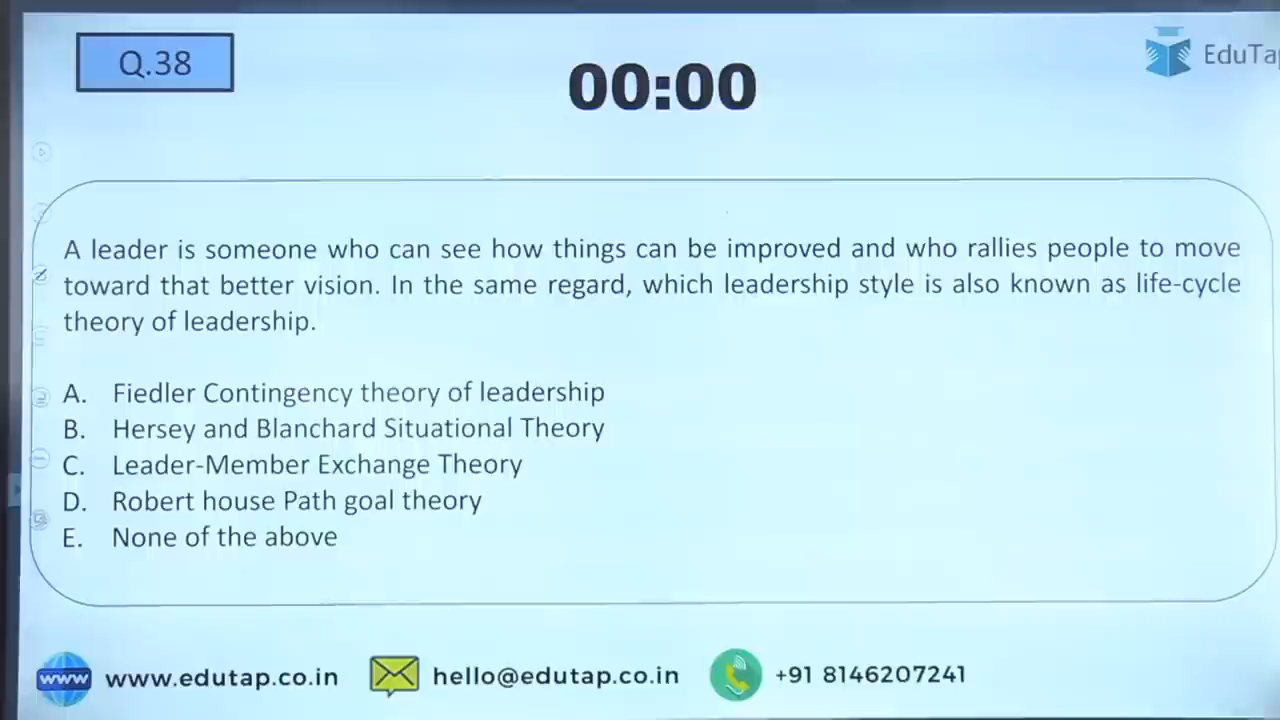 Q.38
00:00
A leader is someone who can see how things can be improved and who rallies people to move
toward that better vision. In the same regard, which leadership style is also known as life-cycle
theory of leadership.
A. Fiedler Contingency theory of leadership
B. Hersey and Blanchard Situational Theory
C. Leader-Member Exchange Theory
D. Robert house Path goal theory
E. None of the above
www www.edutap.co.in
hello@edutap.co.in
+91 8146207241